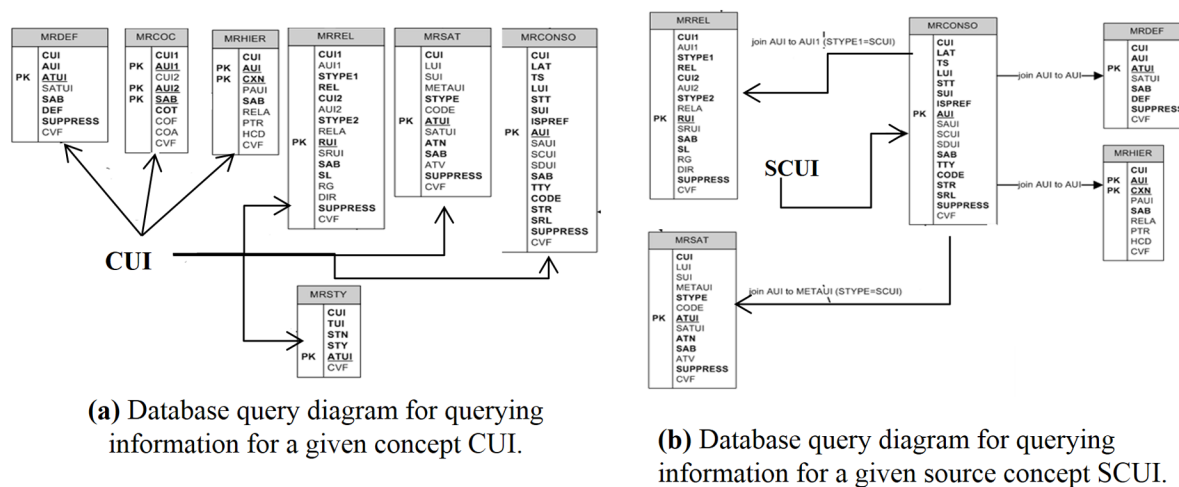 MRDEF
CUI
AUI
PK ATUI
SATUI
SAB
DEF
SUPPRESS
CVF
MRCOC
CUI1
PK AUI1
CUI2
PK AUI2
PK SAB
COT
COF
COA
CVF
MRHIER
CUI
PK AUI
PK CXN
PAUI
SAB
RELA
PTR
HCD
CVF
MRREL
CUI1
AUI1
STYPE1
REL
CUI2
AUI2
STYPE2
RELA
PK RUI
SRUI
SAB
SL
RG
DIR
SUPPRESS
CVF
MRSAT
CUI
LUI
SUI
METAUI
STYPE
CODE
PK ATUI
SATUI
ATN
SAB
ATV
SUPPRESS
CVF
MRCONSO
CUI
LAT
TS
LUI
STT
SUI
ISPREF
PK AUI
SAUI
SCUI
SDUI
SAB
TTY
CODE
STR
SRL
SUPPRESS
CVF
CUI
MRSTY
CUI
TUI
STN
STY
PK ATUI
CVF
(a) Database query diagram for querying
information for a given concept CUI.
MRREL
CUI1
AUI1
STYPE1
REL
CUI2
AUI2
STYPE2
RELA
PK RUI
SRUI
SAB
SL
RG
DIR
SUPPRESS
CVF
join AUI to AUI1 (STYPE1=SCUI)
MRCONSO
CUI
LAT
TS
LUI
STT
SUI
ISPREF
PK AUI
SAUI
SCUI
SDUI
SAB
TTY
CODE
STR
SRL
SUPPRESS
CVF
join AUI to AUI
MRDEF
CUI
AUI
PK ATUI
SATUI
SAB
DEF
SUPPRESS
CVF
SCUI
join AUI to AUI
MRHIER
CUI
PK AUI
PK CXN
PAUI
SAB
RELA
PTR
HCD
CVF
MRSAT
CUI
LUI
SUI
METAUI
STYPE
CODE
PK ATUI
SATUI
ATN
SAB
ATV
SUPPRESS
CVF
join AUI to METAUI (STYPE=SCUI)
(b) Database query diagram for querying
information for a given source concept SCUI.